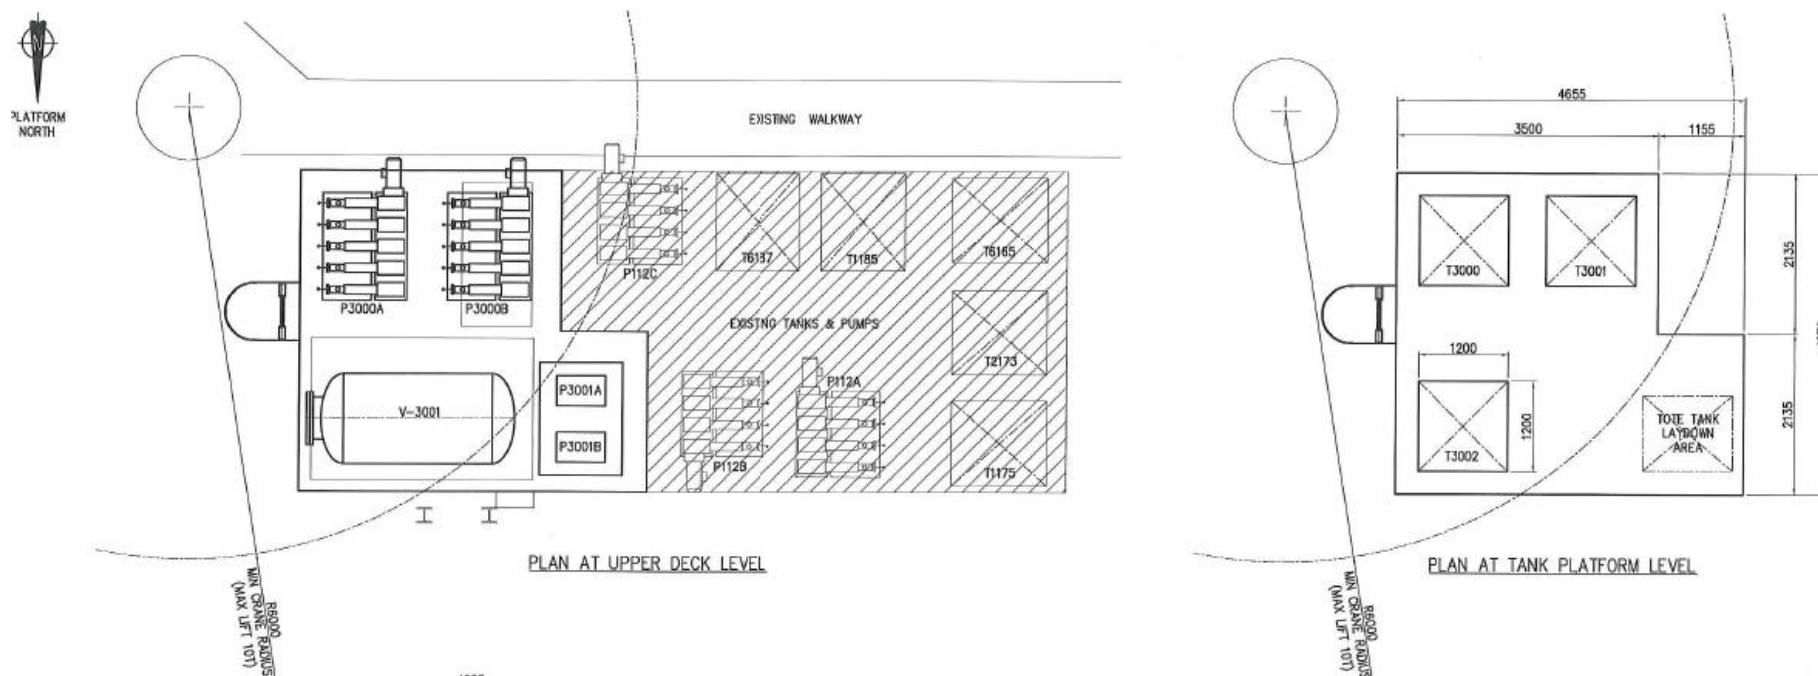 PLATFORM
NORTH
EXISTING WALKWAY
P3000A
P3000B
P112C
T6137
T1185
T6165
EXISTNG TANKS & PUMPS
T2173
V-3001
P3001A
P3001B
P112B
P112A
T1175
R6000
MIN CRANE RADIUS
(MAX LIFT 10T)
PLAN AT UPPER DECK LEVEL
4655
3500
1155
T3000
T3001
2135
1200
1200
T3002
TOTE TANK
LAYDOWN
AREA
2135
R6000
MIN CRANE RADIUS
(MAX LIFT 10T)
PLAN AT TANK PLATFORM LEVEL